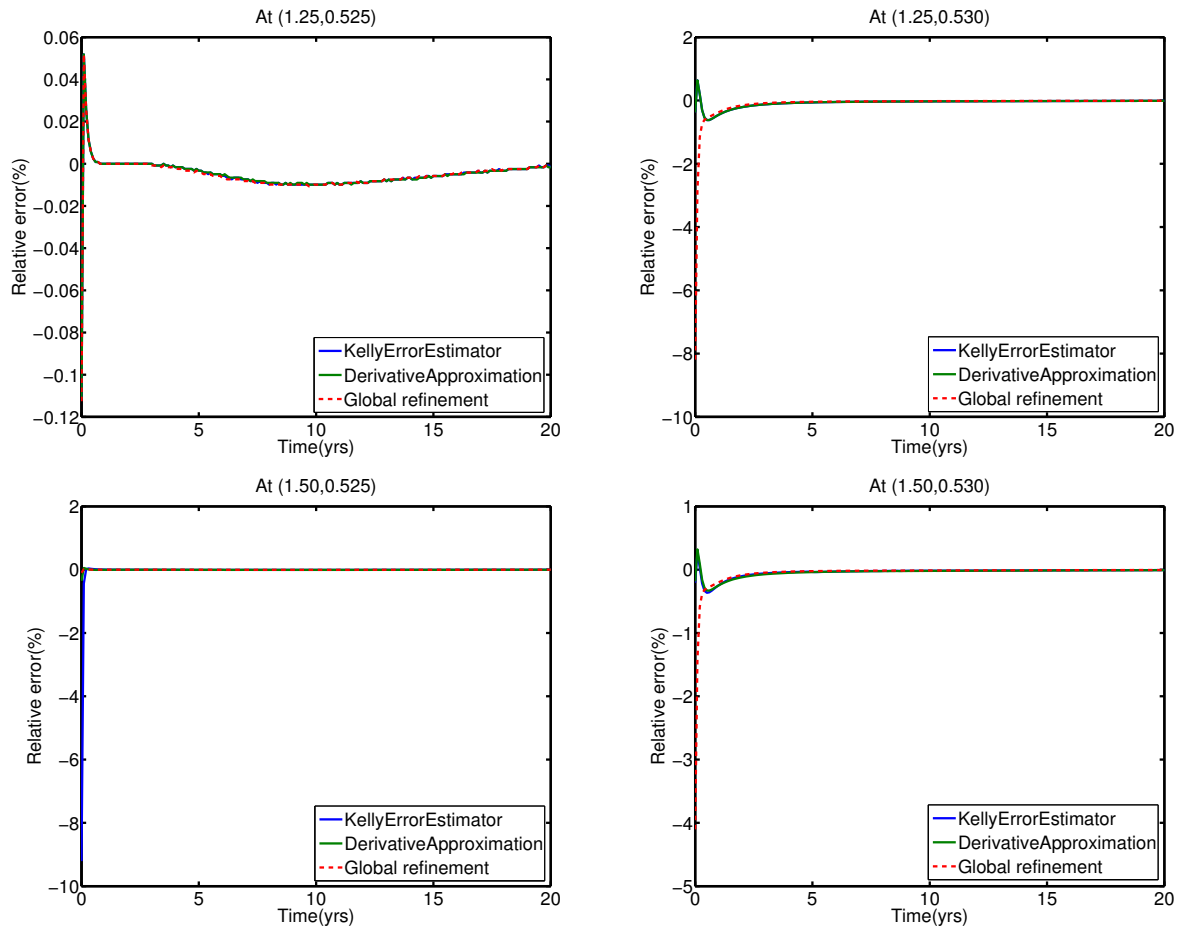 At (1.25,0.525)
0.06
0.04
0.02
0
−0.02
−0.04
−0.06
−0.08
−0.1
−0.12
Relative error(%)
KellyErrorEstimator
DerivativeApproximation
Global refinement
0 5 10 15 20
Time(yrs)
At (1.25,0.530)
2
0
−2
−4
−6
−8
−10
Relative error(%)
KellyErrorEstimator
DerivativeApproximation
Global refinement
0 5 10 15 20
Time(yrs)
At (1.50,0.525)
2
0
−2
−4
−6
−8
−10
Relative error(%)
KellyErrorEstimator
DerivativeApproximation
Global refinement
0 5 10 15 20
Time(yrs)
At (1.50,0.530)
1
0
−1
−2
−3
−4
−5
Relative error(%)
KellyErrorEstimator
DerivativeApproximation
Global refinement
0 5 10 15 20
Time(yrs)